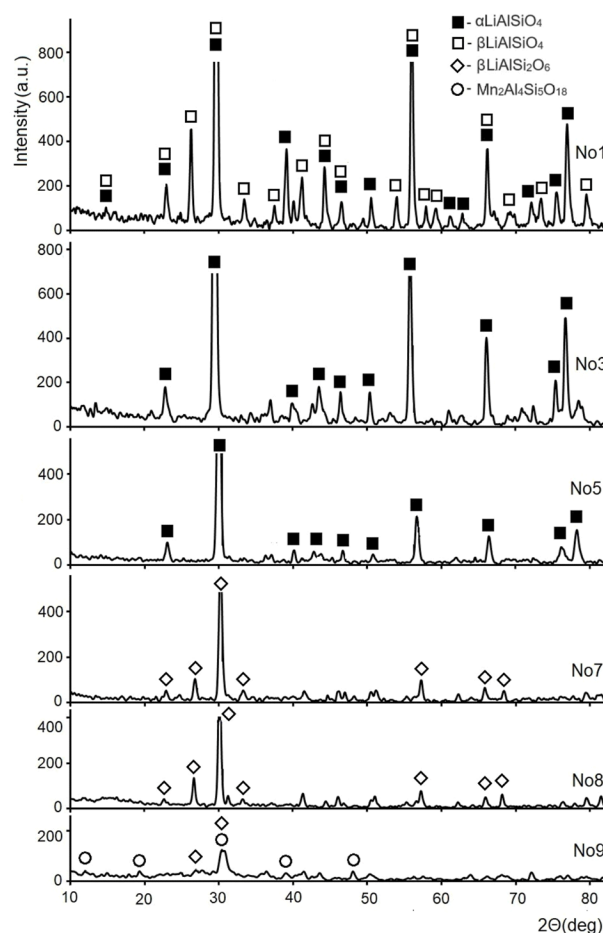 Intensity(a.u.)
- αLiAlSiO4
- βLiAlSiO4
- βLiAlSi2O6
- Mn2Al4Si5O18
800
600
400
200
0
No1
800
600
400
200
0
No3
400
200
0
No5
400
200
0
No7
400
200
0
No8
200
0
No9
10 20 30 40 50 60 70 80
2Θ(deg)